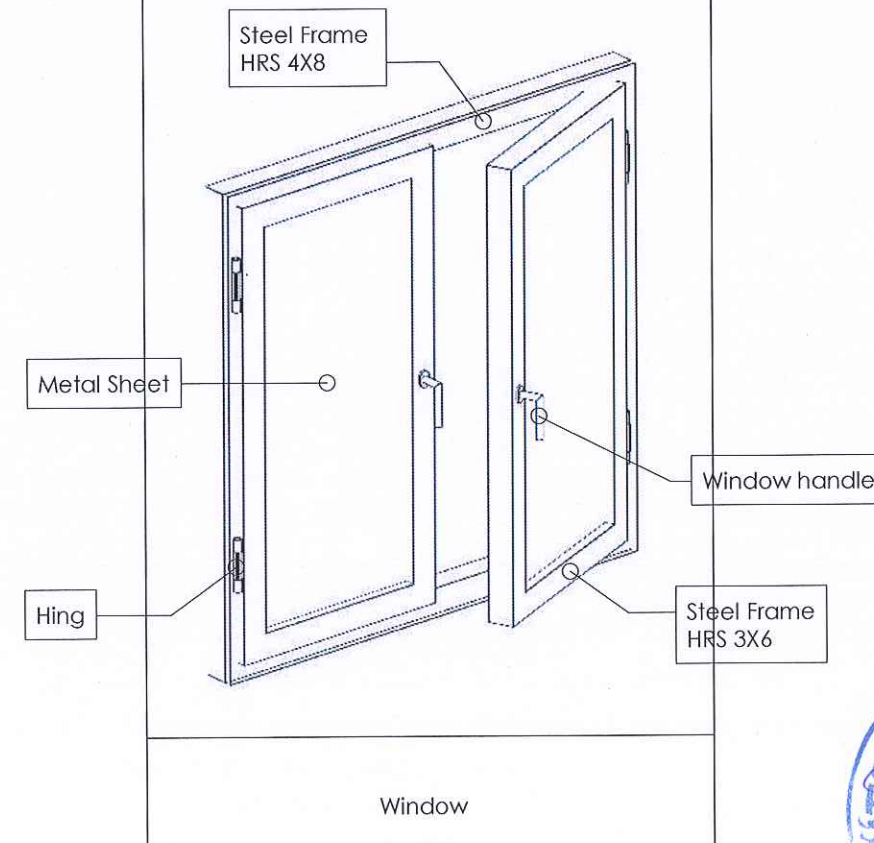 Steel Frame
HRS 4X8
Metal Sheet
Window handle
Hing
Steel Frame
HRS 3X6
Window